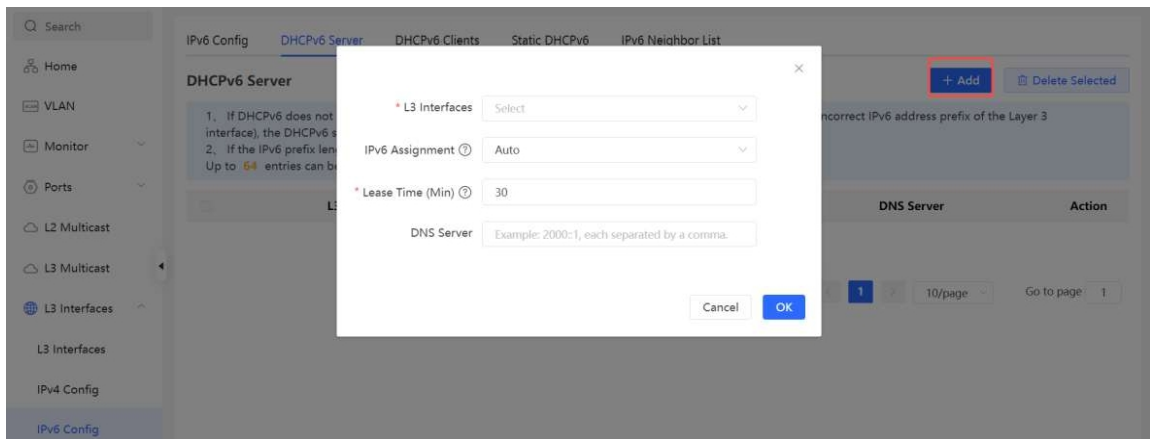 Search
IPv6 Config DHCPv6 Server DHCPv6 Clients Static DHCPv6 IPv6 Neighbor List
Home
DHCPv6 Server
×
+ Add
Delete Selected
VLAN
1、If DHCPv6 does not
ncorrect IPv6 address prefix of the Layer 3
interface), the DHCPv6 s
2、If the IPv6 prefix len
Up to 64 entries can b
* L3 Interfaces Select
Monitor
IPv6 Assignment ? Auto
Ports
* Lease Time (Min) ? 30
DNS Server Action
L2 Multicast
DNS Server Example: 2000::1, each separated by a comma.
L3 Multicast
1 10/page Go to page 1
L3 Interfaces
Cancel OK
L3 Interfaces
IPv4 Config
IPv6 Config